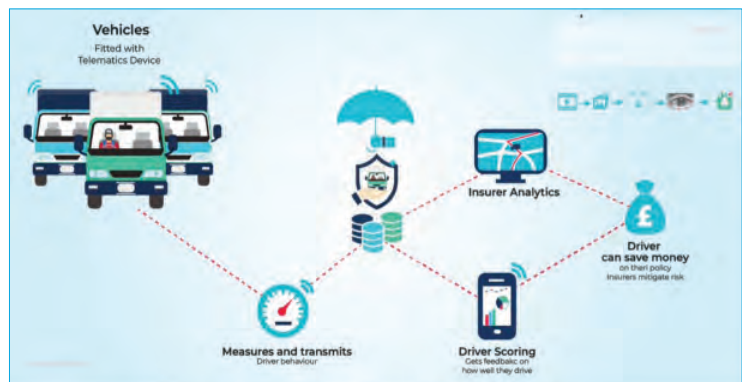 Vehicles
Fitted with
Telematics Device
Insurer Analytics
£
Driver
can save money
on theri policy
Insurers mitigate risk
Measures and transmits
Driver behaviour
Driver Scoring
Gets feedbakc on
how well they drive